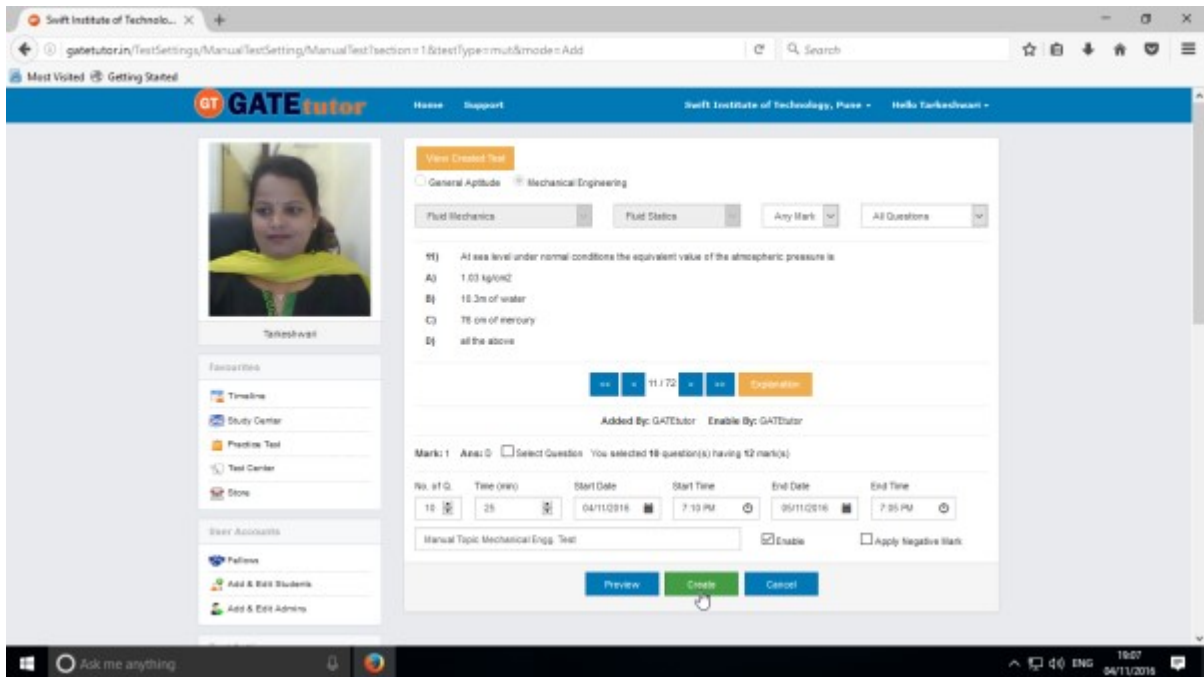 Swift Institute of Technolo...
gatetutor.in/TestSettings/ManualTestSetting/ManualTest?section=1&testType=mut&mode=Add
Search
Most Visited Getting Started
GT GATEtutor Home Support Swift Institute of Technology, Pune Hello Tarkeshwari
View Created Test
General Aptitude Mechanical Engineering
Fluid Mechanics Fluid Statics Any Mark All Questions
11) At sea level under normal conditions the equivalent value of the atmospheric pressure is
A) 1.03 kg/cm2
B) 10.3m of water
C) 76 cm of mercury
D) all the above
<< < 11 / 72 > >> Explanation
Added By: GATEtutor Enable By: GATEtutor
Mark: 1 Ans: D Select Question You selected 10 question(s) having 12 mark(s)
No. of Q. Time (min) Start Date Start Time End Date End Time
10 25 04/11/2016 7:10 PM 05/11/2016 7:05 PM
Manual Topic Mechanical Engg. Test Enable Apply Negative Mark
Preview Create Cancel
Tarkeshwari
Favourites
Timeline
Study Center
Practice Test
Test Center
Store
User Accounts
Fellows
Add & Edit Students
Add & Edit Admins
Ask me anything
ENG
19:07
04/11/2016